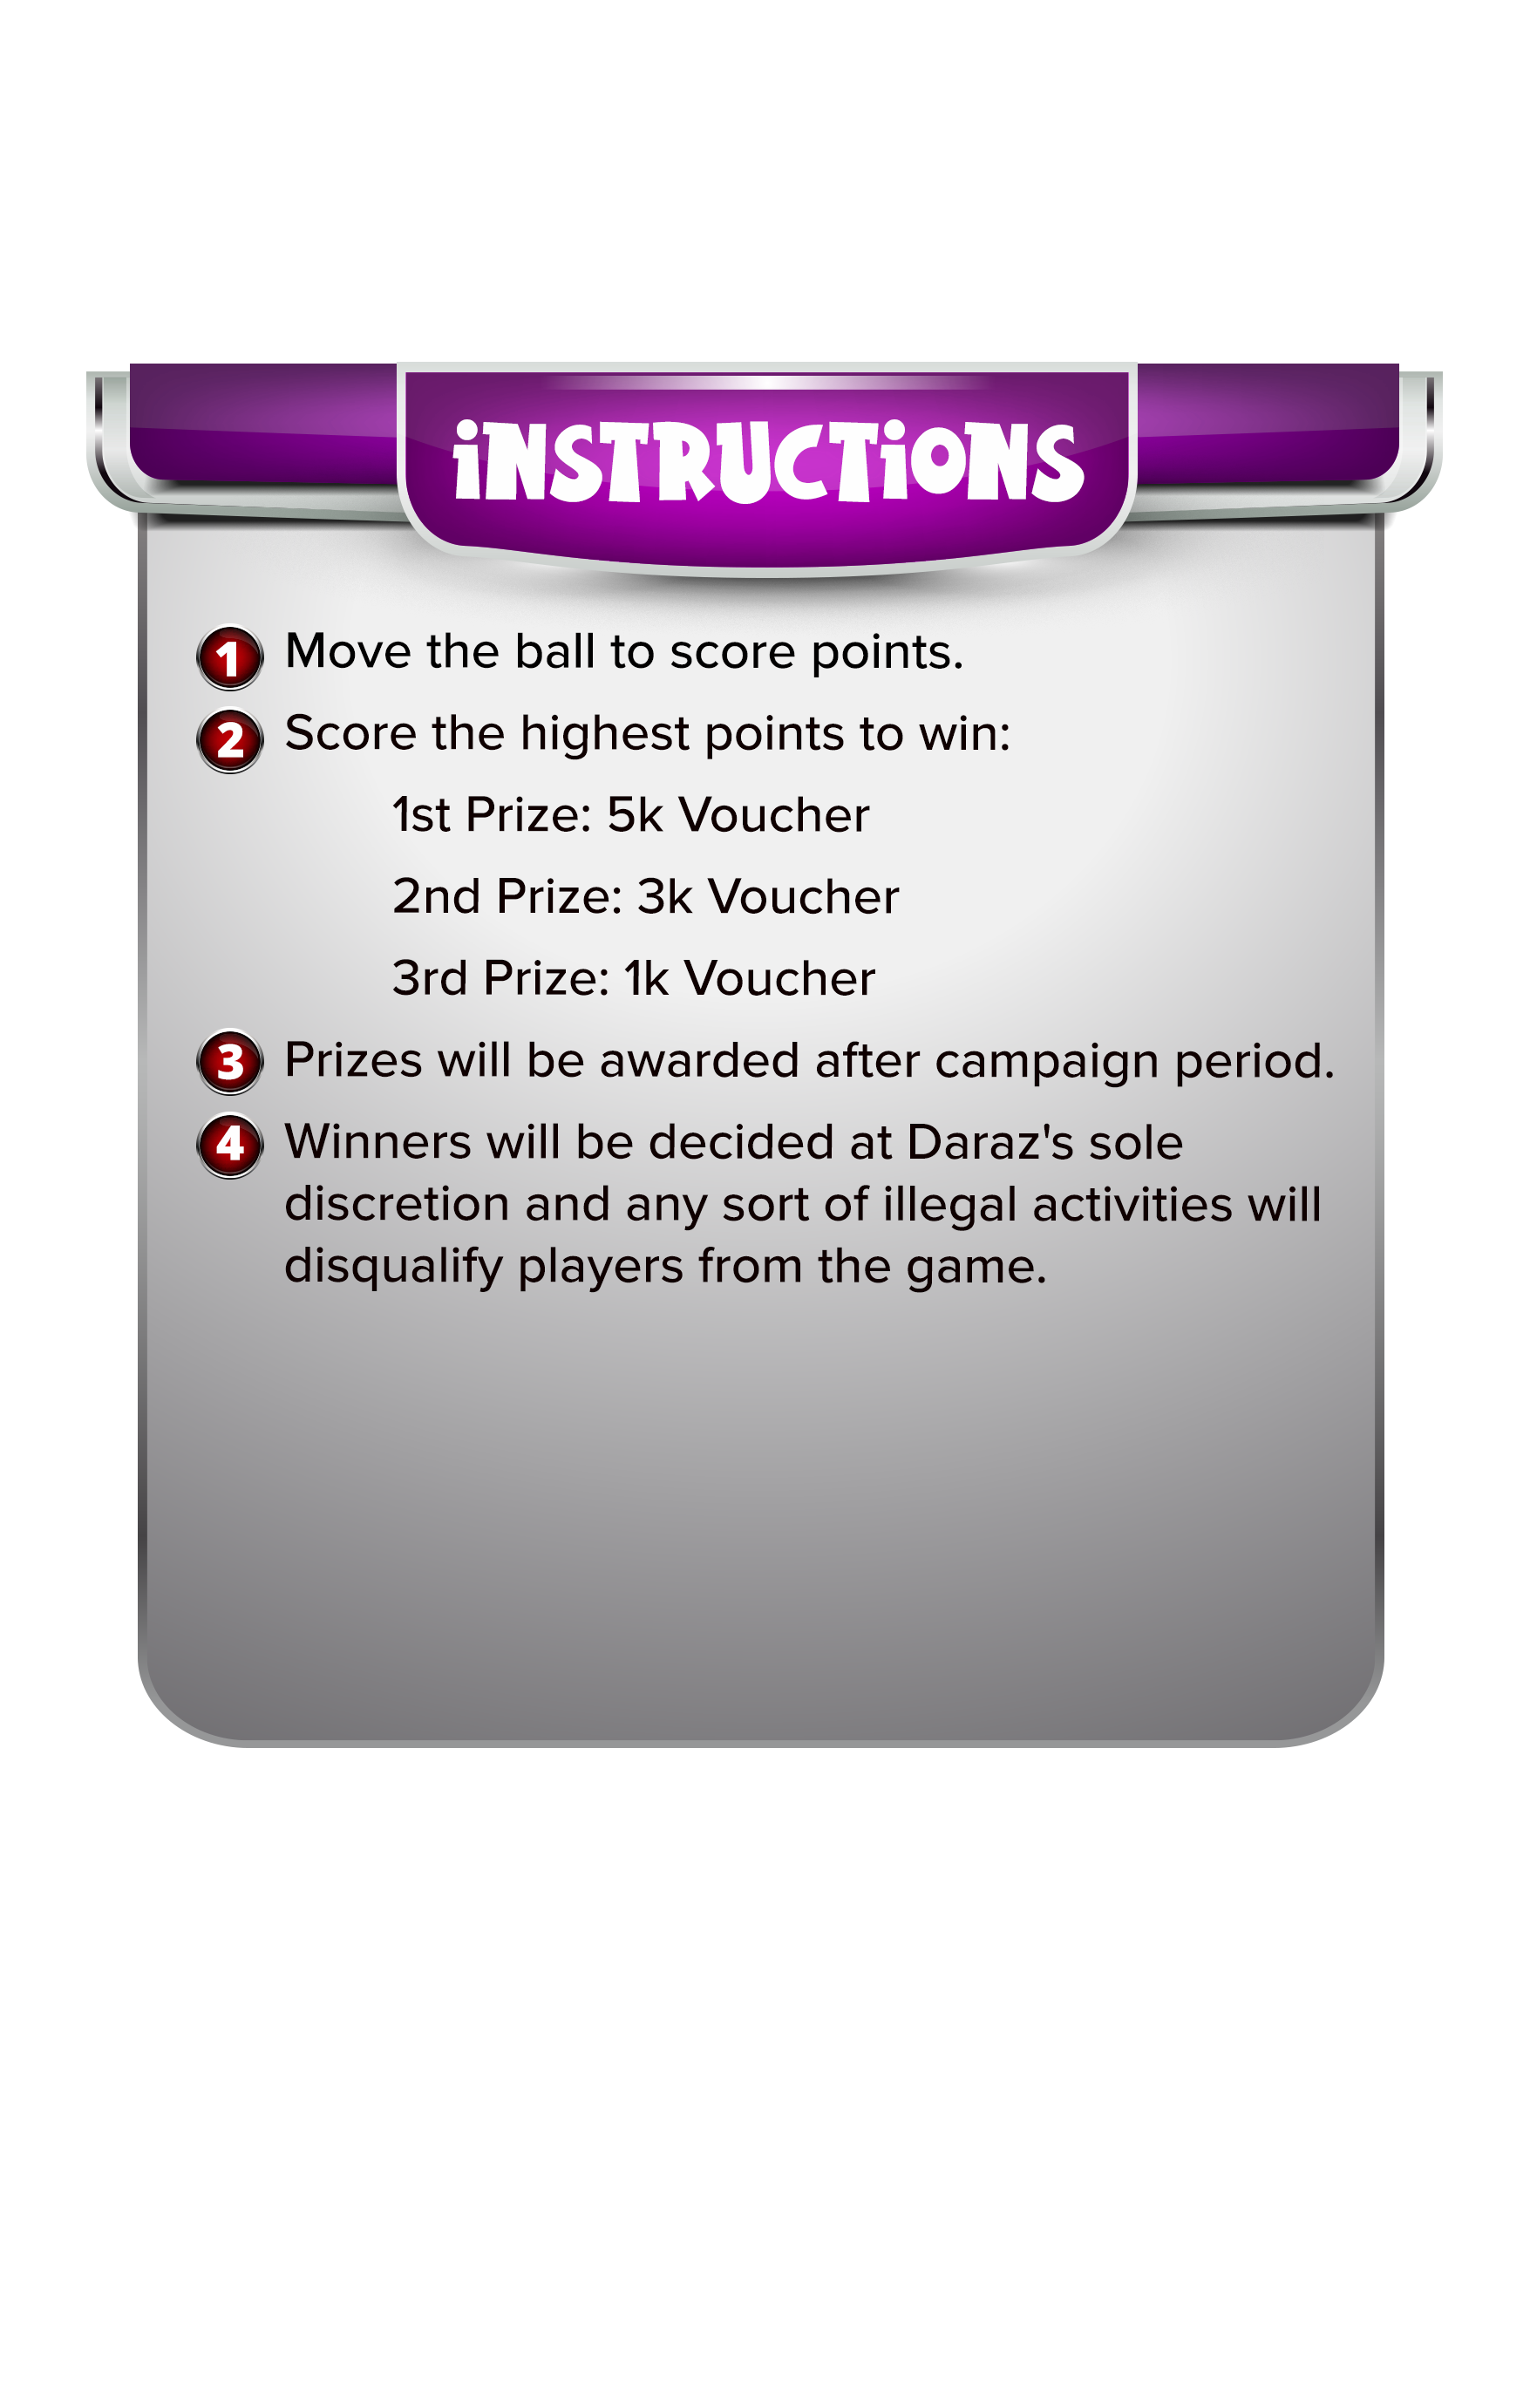 iNSTRUCTiONS
1 Move the ball to score points.
2 Score the highest points to win:
1st Prize: 5k Voucher
2nd Prize: 3k Voucher
3rd Prize: 1k Voucher
3 Prizes will be awarded after campaign period.
4 Winners will be decided at Daraz's sole
discretion and any sort of illegal activities will
disqualify players from the game.